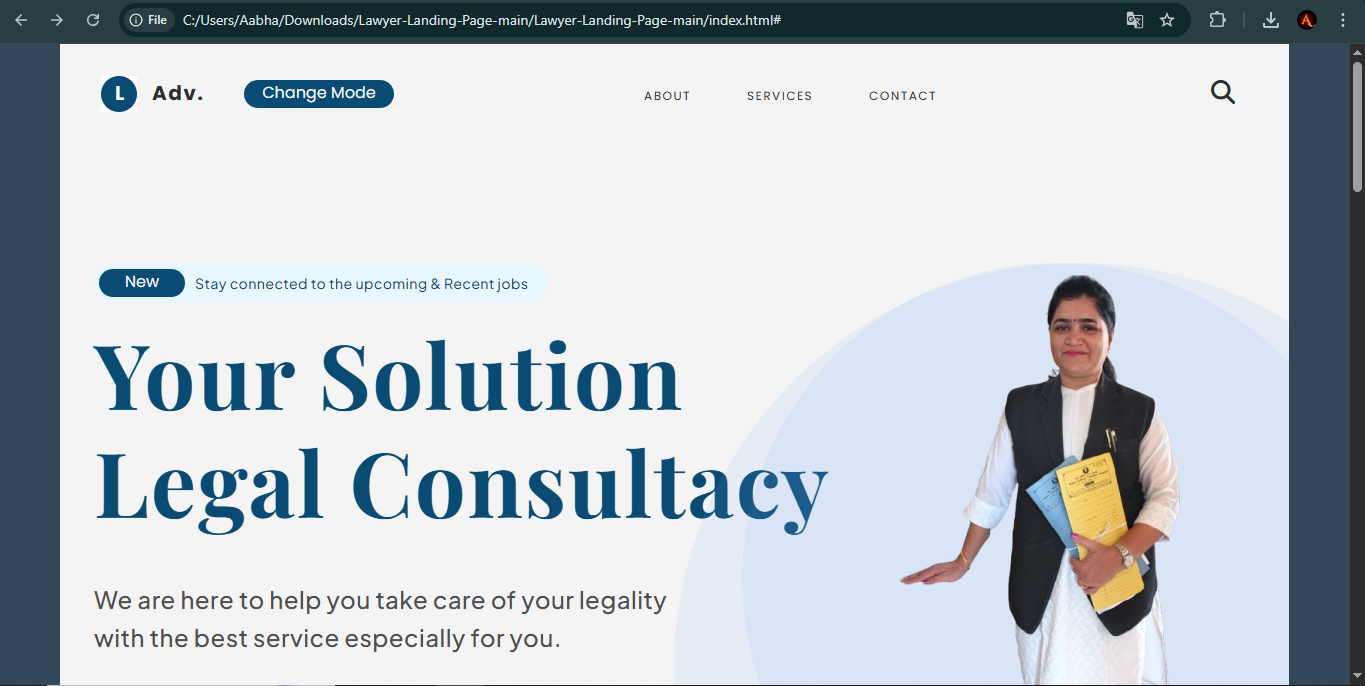 File
C:/Users/Aabha/Downloads/Lawyer-Landing-Page-main/Lawyer-Landing-Page-main/index.html#
A
L
Adv.
Change Mode
ABOUT
SERVICES
CONTACT
New
Stay connected to the upcoming & Recent jobs
Your Solution
Legal Consultacy
We are here to help you take care of your legality
with the best service especially for you.